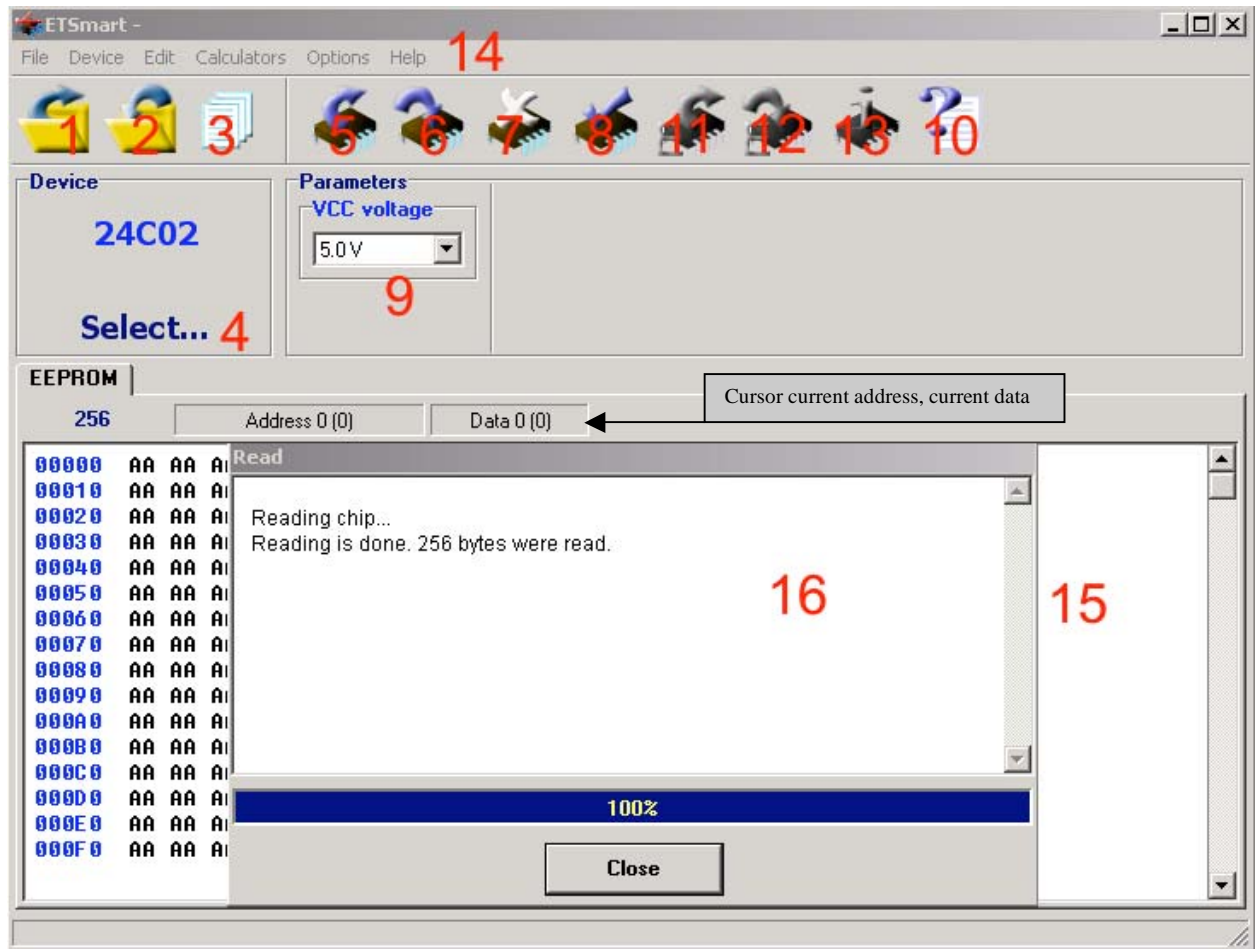 ETSmart -
File Device Edit Calculators Options Help 14
1 2 3 5 6 7 8 11 12 13 10
Device
24C02
Select... 4
Parameters
VCC voltage
5.0 V
9
EEPROM
256 Address 0 (0) Data 0 (0)
Cursor current address, current data
00000 AA AA
00010 AA AA
00020 AA AA
00030 AA AA
00040 AA AA
00050 AA AA
00060 AA AA
00070 AA AA
00080 AA AA
00090 AA AA
000A0 AA AA
000B0 AA AA
000C0 AA AA
000D0 AA AA
000E0 AA AA
000F0 AA AA
Read
Reading chip...
Reading is done. 256 bytes were read.
16
15
100%
Close